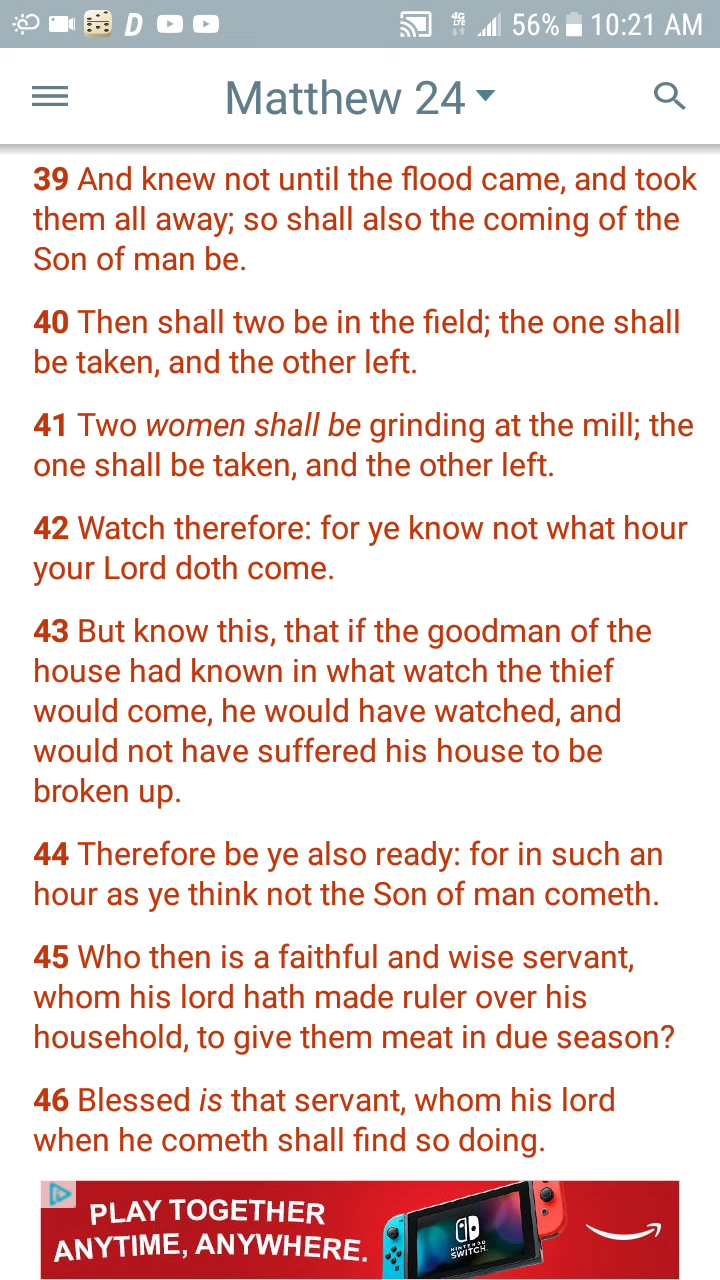 D 4G LTE 56% 10:21 AM
Matthew 24
39 And knew not until the flood came, and took
them all away; so shall also the coming of the
Son of man be.
40 Then shall two be in the field; the one shall
be taken, and the other left.
41 Two women shall be grinding at the mill; the
one shall be taken, and the other left.
42 Watch therefore: for ye know not what hour
your Lord doth come.
43 But know this, that if the goodman of the
house had known in what watch the thief
would come, he would have watched, and
would not have suffered his house to be
broken up.
44 Therefore be ye also ready: for in such an
hour as ye think not the Son of man cometh.
45 Who then is a faithful and wise servant,
whom his lord hath made ruler over his
household, to give them meat in due season?
46 Blessed is that servant, whom his lord
when he cometh shall find so doing.
PLAY TOGETHER
ANYTIME, ANYWHERE.
NINTENDO
SWITCH